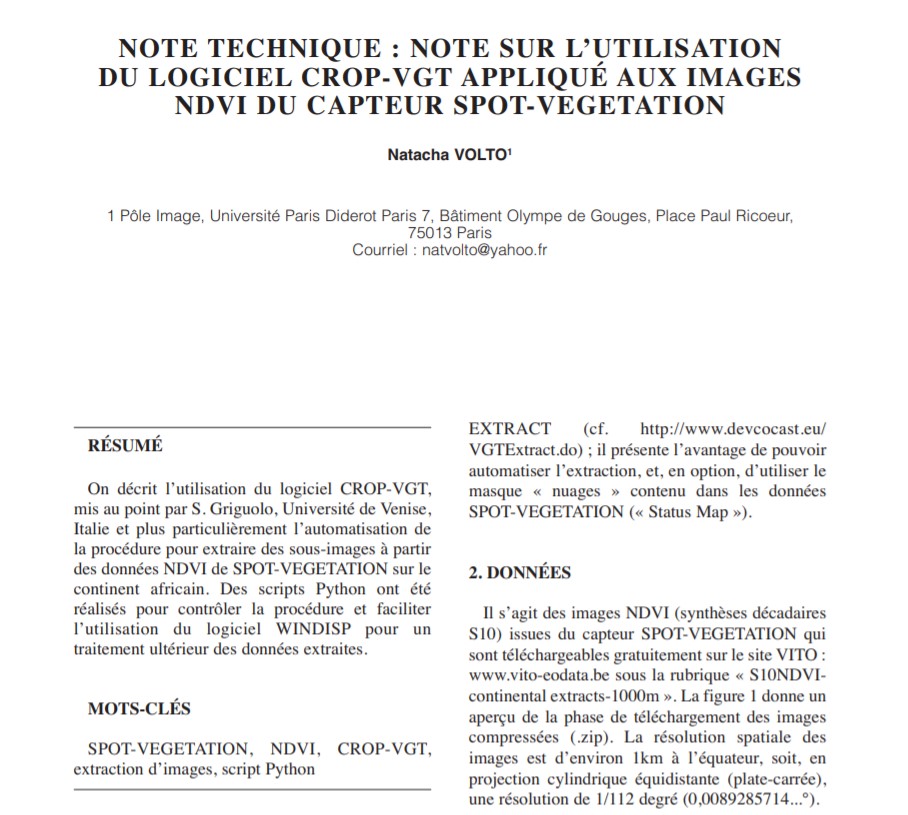 NOTE TECHNIQUE : NOTE SUR L’UTILISATION
DU LOGICIEL CROP-VGT APPLIQUÉ AUX IMAGES
NDVI DU CAPTEUR SPOT-VEGETATION
Natacha VOLTO¹
1 Pôle Image, Université Paris Diderot Paris 7, Bâtiment Olympe de Gouges, Place Paul Ricoeur,
75013 Paris
Courriel : natvolto@yahoo.fr
RÉSUMÉ
On décrit l’utilisation du logiciel CROP-VGT,
mis au point par S. Griguolo, Université de Venise,
Italie et plus particulièrement l’automatisation de
la procédure pour extraire des sous-images à partir
des données NDVI de SPOT-VEGETATION sur le
continent africain. Des scripts Python ont été
réalisés pour contrôler la procédure et faciliter
l’utilisation du logiciel WINDISP pour un
traitement ultérieur des données extraites.
MOTS-CLÉS
SPOT-VEGETATION, NDVI, CROP-VGT,
extraction d’images, script Python
EXTRACT (cf. http://www.devcocast.eu/
VGTExtract.do) ; il présente l’avantage de pouvoir
automatiser l’extraction, et, en option, d’utiliser le
masque « nuages » contenu dans les données
SPOT-VEGETATION (« Status Map »).
2. DONNÉES
Il s’agit des images NDVI (synthèses décadaires
S10) issues du capteur SPOT-VEGETATION qui
sont téléchargeables gratuitement sur le site VITO :
www.vito-eodata.be sous la rubrique « S10NDVI-
continental extracts-1000m ». La figure 1 donne un
aperçu de la phase de téléchargement des images
compressées (.zip). La résolution spatiale des
images est d’environ 1km à l’équateur, soit, en
projection cylindrique équidistante (plate-carrée),
une résolution de 1/112 degré (0,0089285714...°).